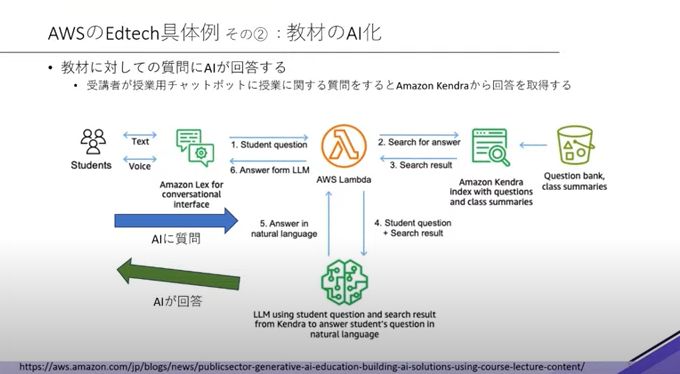 AWSのEdtech具体例 その② ：教材のAI化
• 教材に対しての質問にAIが回答する
• 受講者が授業用チャットボットに授業に関する質問をするとAmazon Kendraから回答を取得する
Students
Text
Voice
Amazon Lex for
conversational
interface
1. Student question
6. Answer form LLM
AWS Lambda
2. Search for answer
3. Search result
Amazon Kendra
index with questions
and class summaries
Question bank,
class summaries
AIに質問
AIが回答
5. Answer in
natural language
4. Student question
+ Search result
LLM using student question and search result
from Kendra to answer student's question in
natural language
https://aws.amazon.com/jp/blogs/news/publicsector-generative-ai-education-building-ai-solutions-using-course-lecture-content/